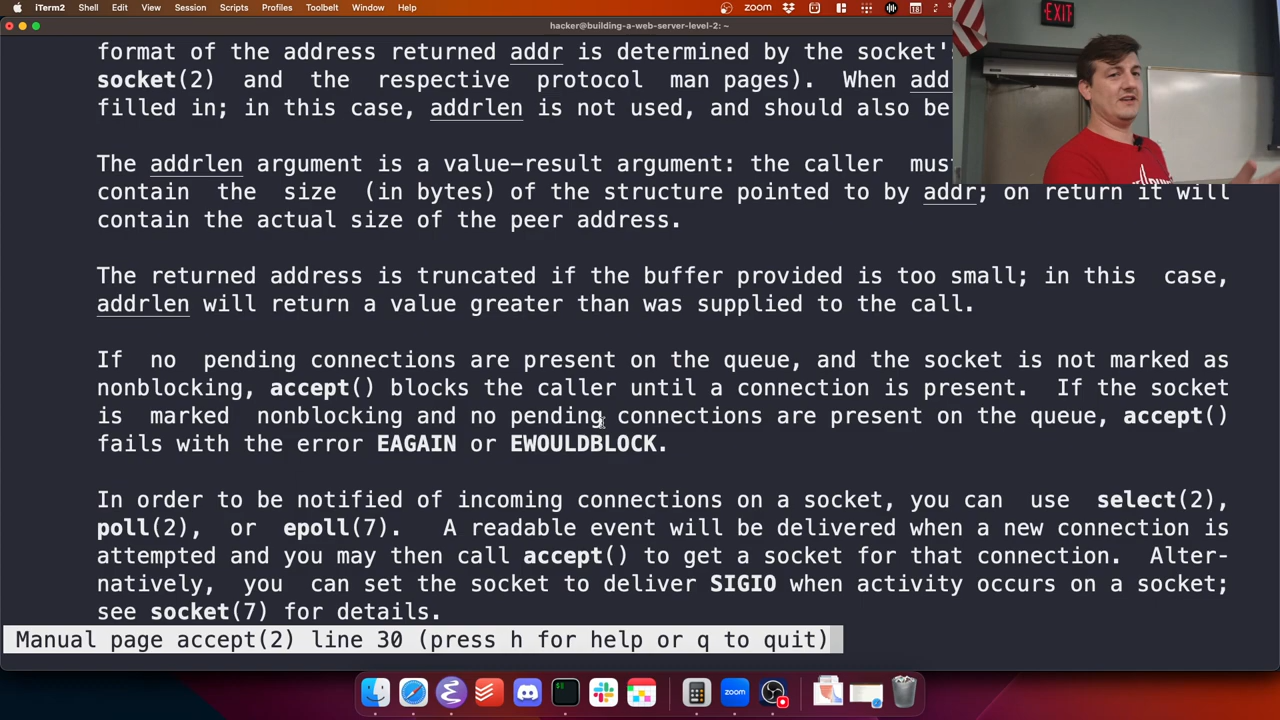 iTerm2 Shell Edit View Session Scripts Profiles Toolbelt Window Help zoom 18
hacker@building-a-web-server-level-2: ~
EXIT
format of the address returned addr is determined by the socket's
socket(2) and the respective protocol man pages). When add
filled in; in this case, addrlen is not used, and should also be
The addrlen argument is a value-result argument: the caller mus
contain the size (in bytes) of the structure pointed to by addr; on return it will
contain the actual size of the peer address.
The returned address is truncated if the buffer provided is too small; in this case,
addrlen will return a value greater than was supplied to the call.
If no pending connections are present on the queue, and the socket is not marked as
nonblocking, accept() blocks the caller until a connection is present. If the socket
is marked nonblocking and no pending connections are present on the queue, accept()
fails with the error EAGAIN or EWOULDBLOCK.
In order to be notified of incoming connections on a socket, you can use select(2),
poll(2), or epoll(7). A readable event will be delivered when a new connection is
attempted and you may then call accept() to get a socket for that connection. Alter-
natively, you can set the socket to deliver SIGIO when activity occurs on a socket;
see socket(7) for details.
Manual page accept(2) line 30 (press h for help or q to quit)
zoom